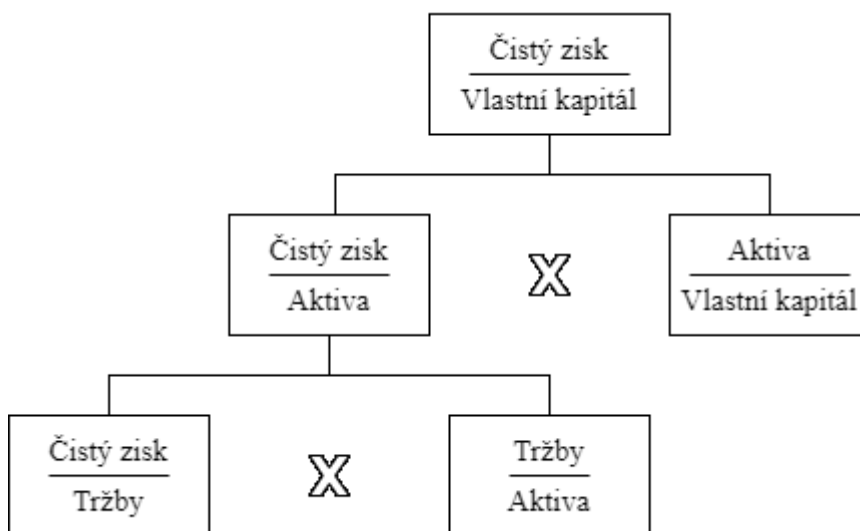 Čistý zisk
Vlastní kapitál
Čistý zisk
Aktiva
X
Aktiva
Vlastní kapitál
Čistý zisk
Tržby
X
Tržby
Aktiva